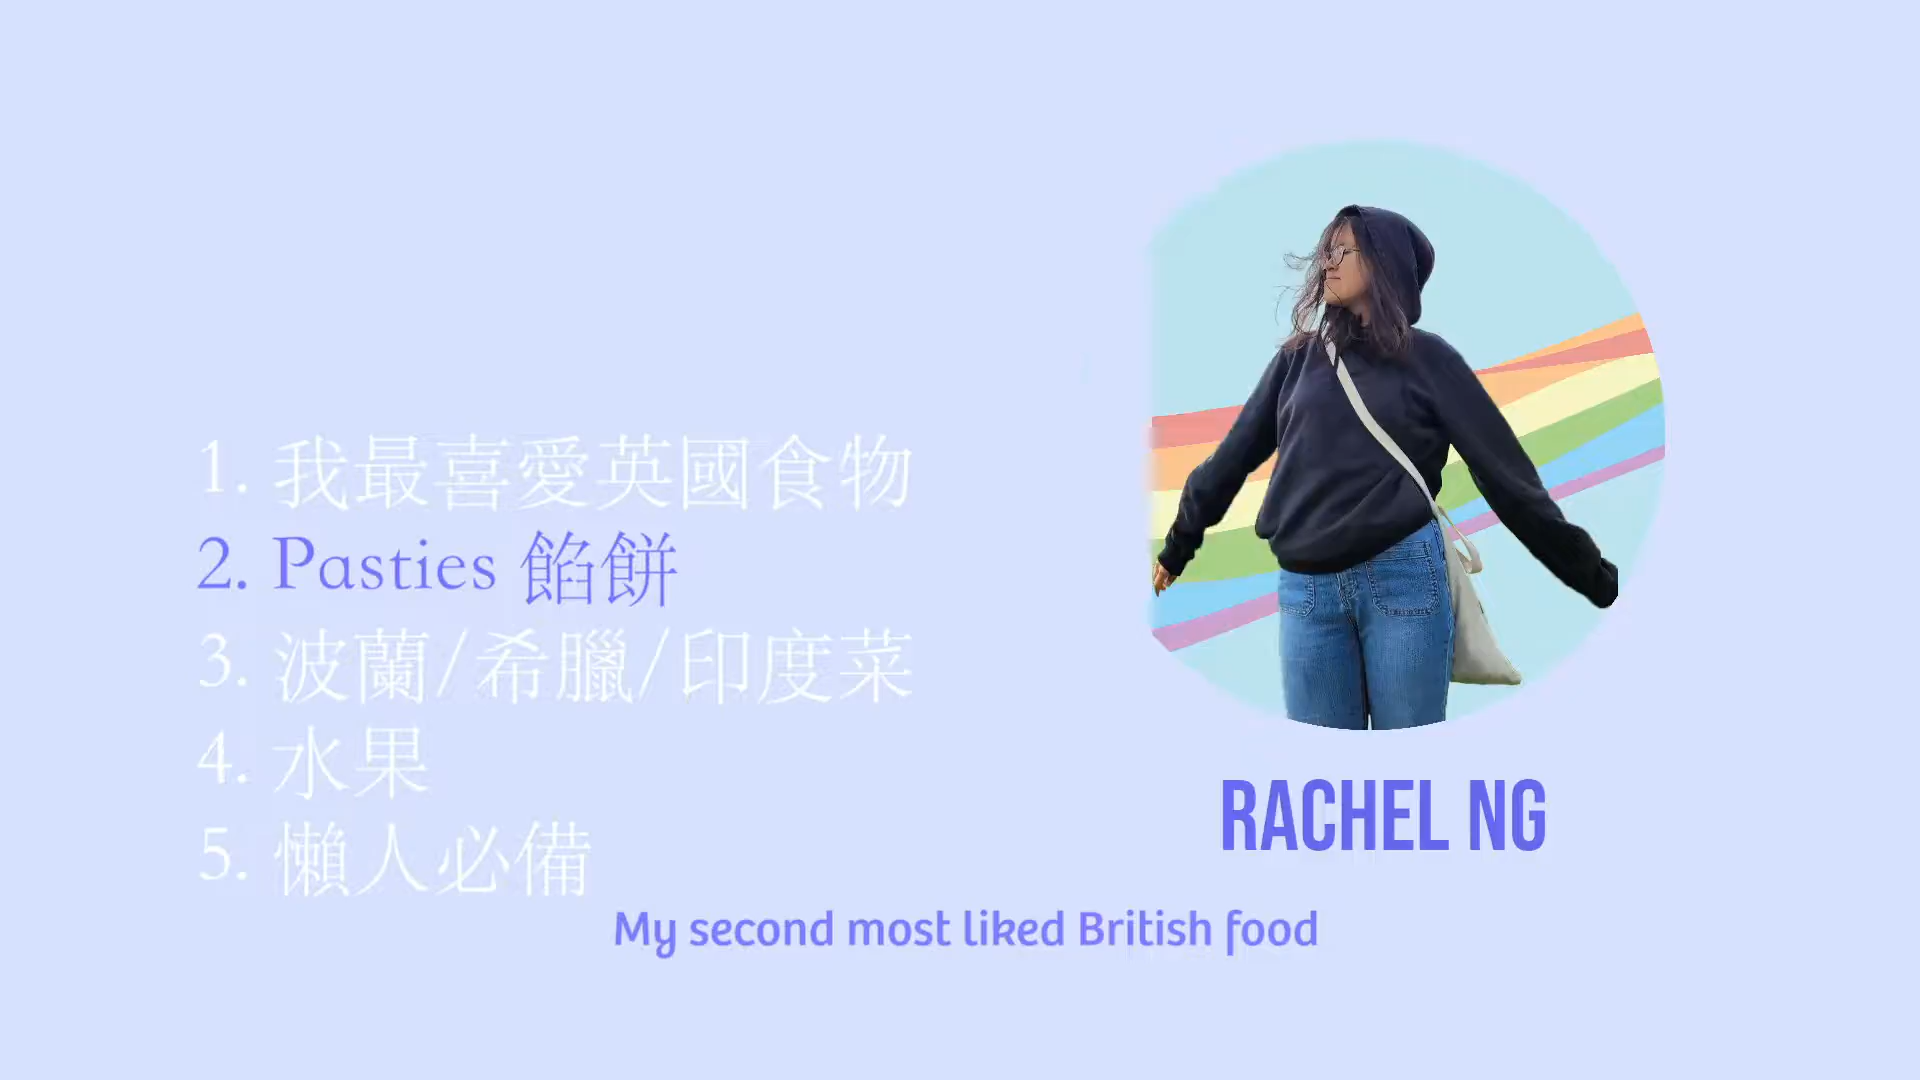 1. 我最喜愛英國食物
2. Pasties 餡餅
3. 波蘭/希臘/印度菜
4. 水果
5. 懶人必備
RACHEL NG
My second most liked British food